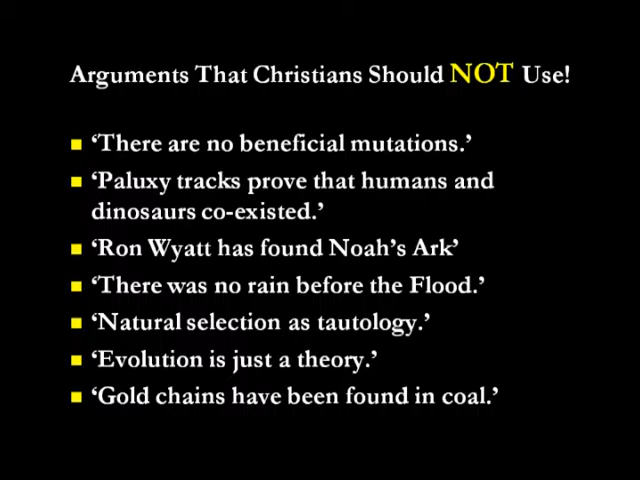 Arguments That Christians Should NOT Use!
‘There are no beneficial mutations.’
‘Paluxy tracks prove that humans and
dinosaurs co-existed.’
‘Ron Wyatt has found Noah’s Ark’
‘There was no rain before the Flood.’
‘Natural selection as tautology.’
‘Evolution is just a theory.’
‘Gold chains have been found in coal.’